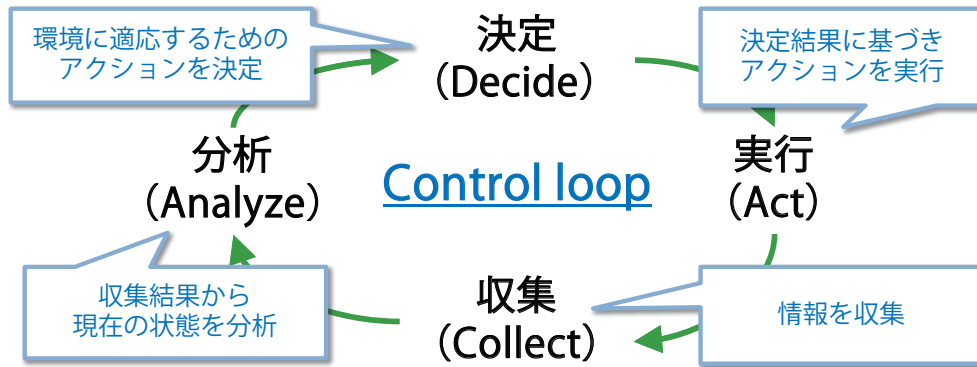 環境に適応するための
アクションを決定
決定
(Decide)
決定結果に基づき
アクションを実行
分析
(Analyze)
Control loop
実行
(Act)
収集結果から
現在の状態を分析
収集
(Collect)
情報を収集